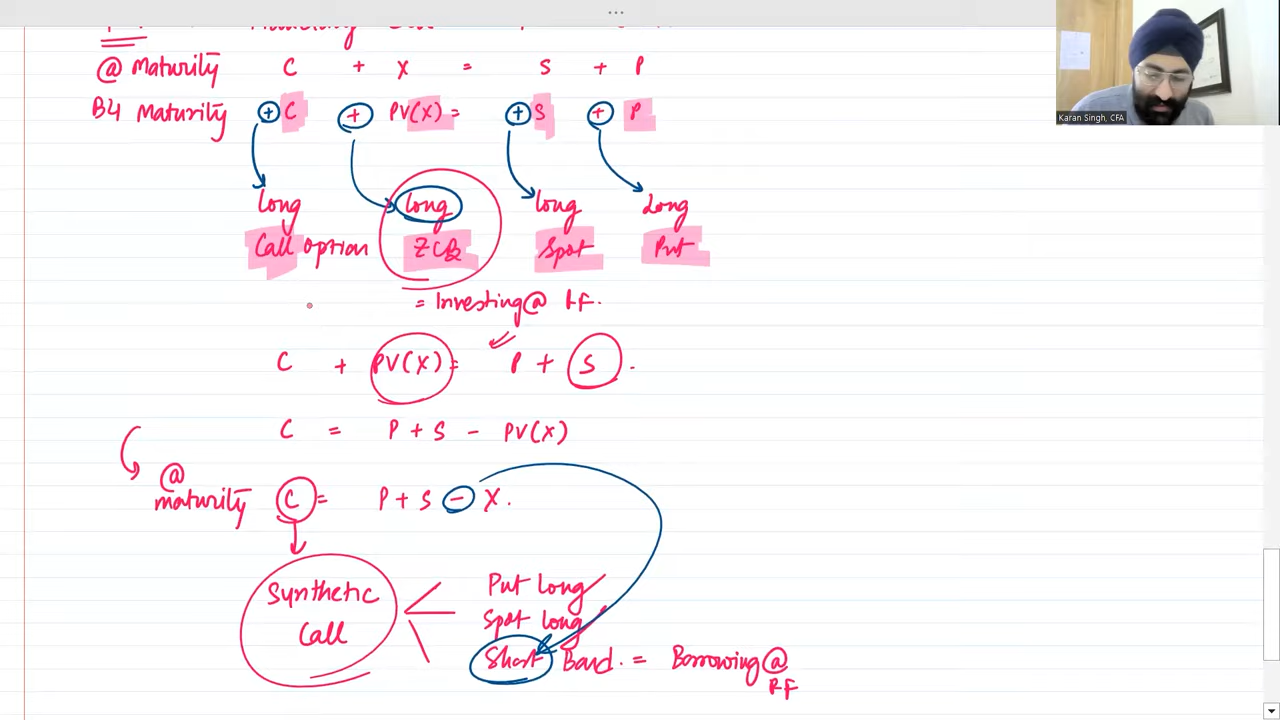 Karan Singh, CFA
@ Maturity C + X = S + P
B4 Maturity + C + PV(X) = + S + P
Long Long Long Long
Call option ZCB Spot Put
= Investing @ RF.
C + PV(X) = P + S .
C = P + S - PV(X)
@ maturity C = P + S - X.
Synthetic Call
Put Long
Spot long
Short Bond. = Borrowing @ RF